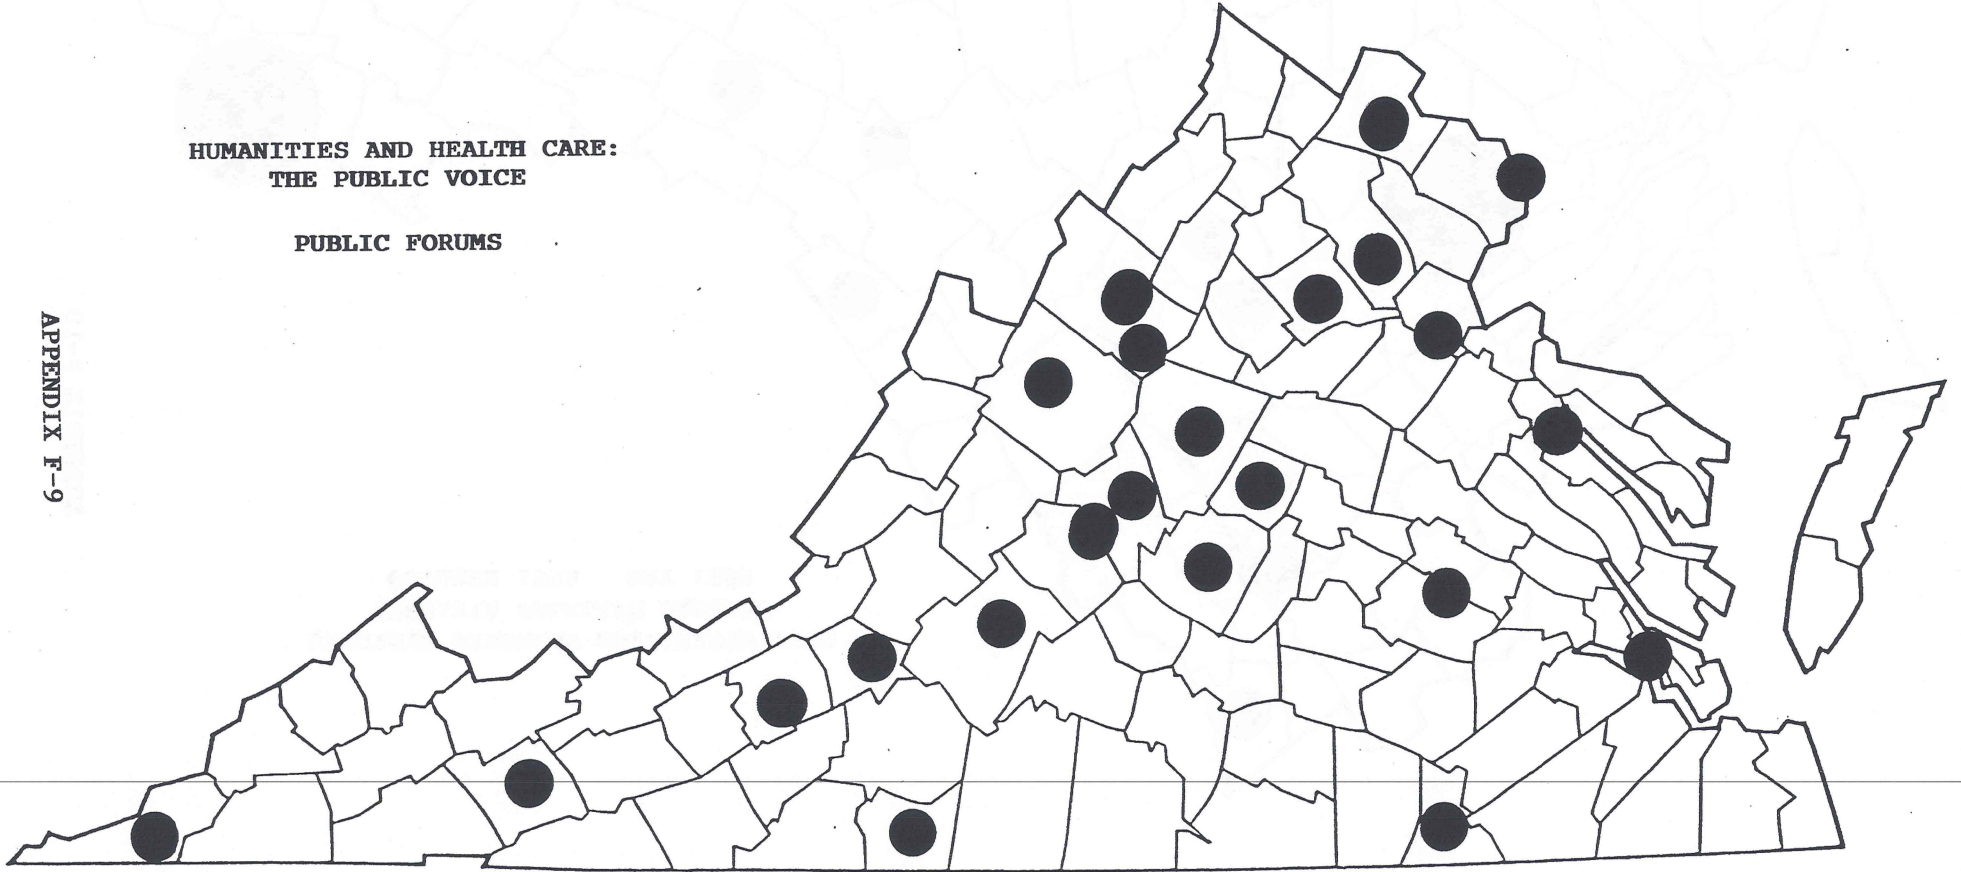 HUMANITIES AND HEALTH CARE:
THE PUBLIC VOICE
PUBLIC FORUMS
APPENDIX F-9